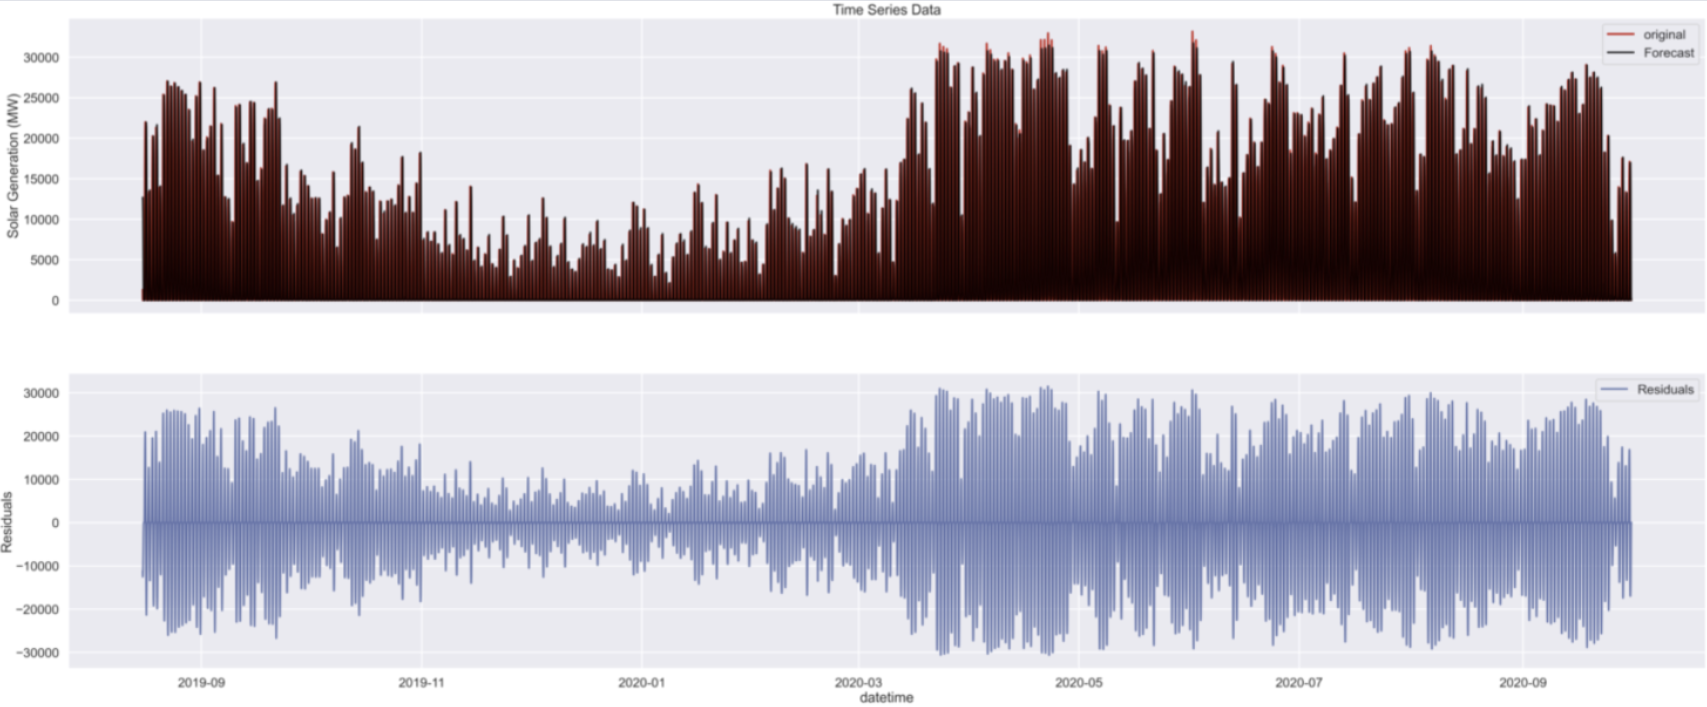 Time Series Data
original
Forecast
Solar Generation (MW)
30000
25000
20000
15000
10000
5000
0
Residuals
Residuals
30000
20000
10000
0
−10000
−20000
−30000
2019-09 2019-11 2020-01 2020-03 2020-05 2020-07 2020-09
datetime